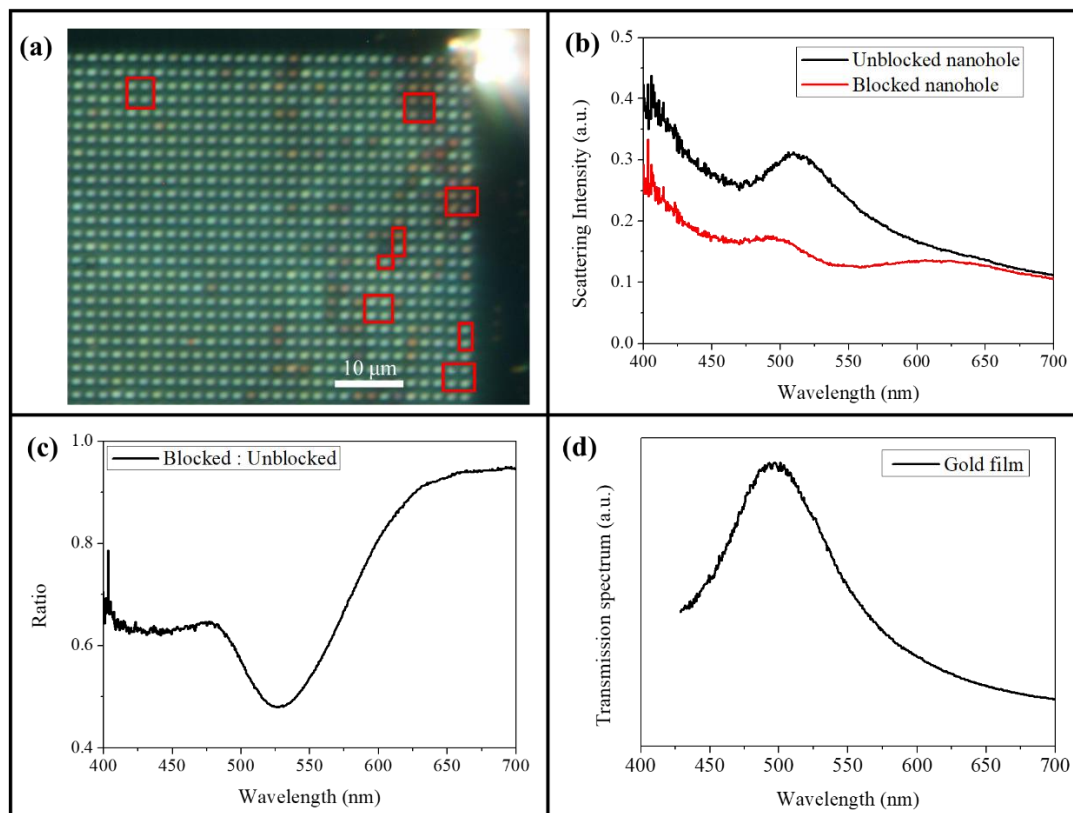 (a)
10 μm
(b)
Unblocked nanohole
Blocked nanohole
Scattering Intensity (a.u.)
0.5
0.4
0.3
0.2
0.1
0.0
400 450 500 550 600 650 700
Wavelength (nm)
(c)
Blocked : Unblocked
Ratio
1.0
0.8
0.6
0.4
400 450 500 550 600 650 700
Wavelength (nm)
(d)
Gold film
Transmission spectrum (a.u.)
400 450 500 550 600 650 700
Wavelength (nm)